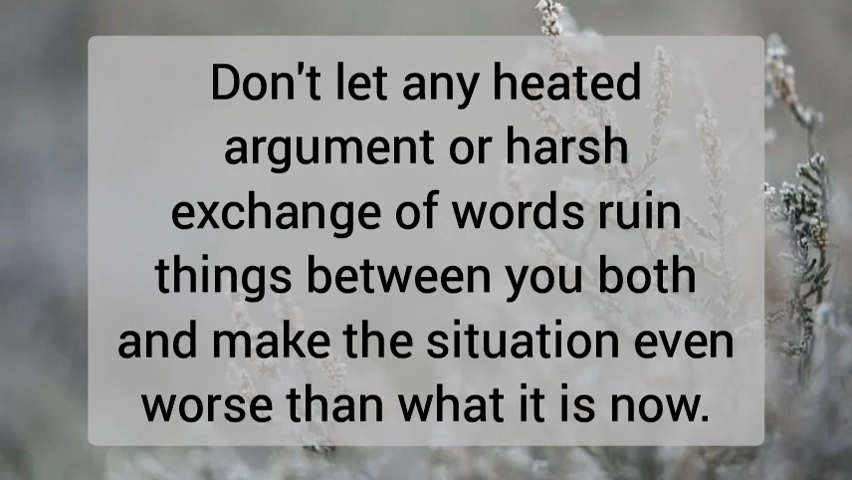 Don't let any heated
argument or harsh
exchange of words ruin
things between you both
and make the situation even
worse than what it is now.